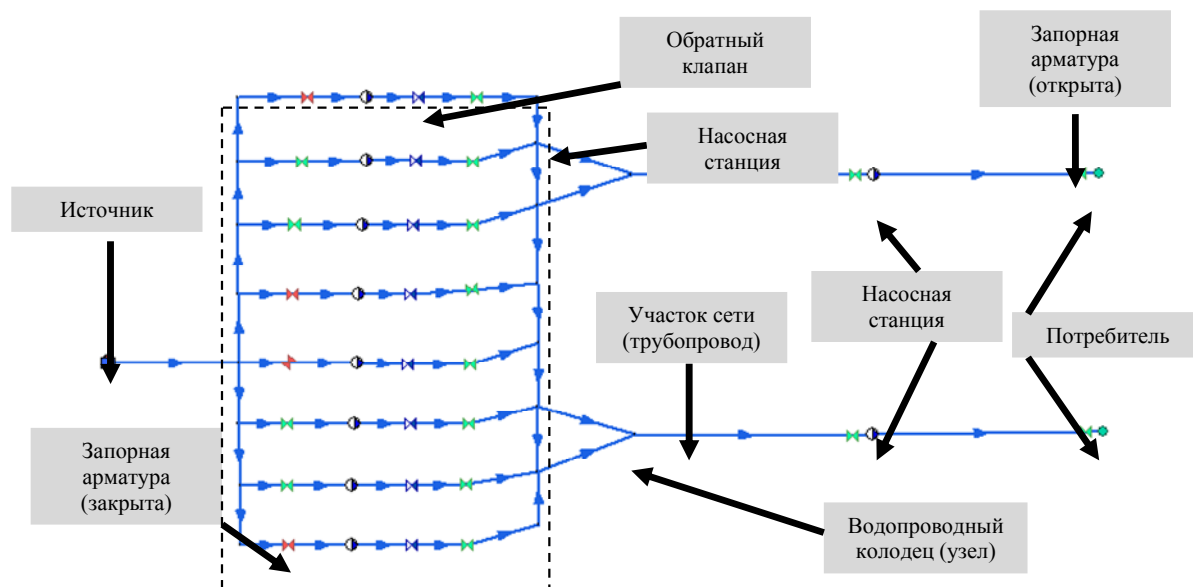 Обратный
клапан
Запорная
арматура
(открыта)
Насосная
станция
Источник
Участок сети
(трубопровод)
Насосная
станция
Потребитель
Запорная
арматура
(закрыта)
Водопроводный
колодец (узел)